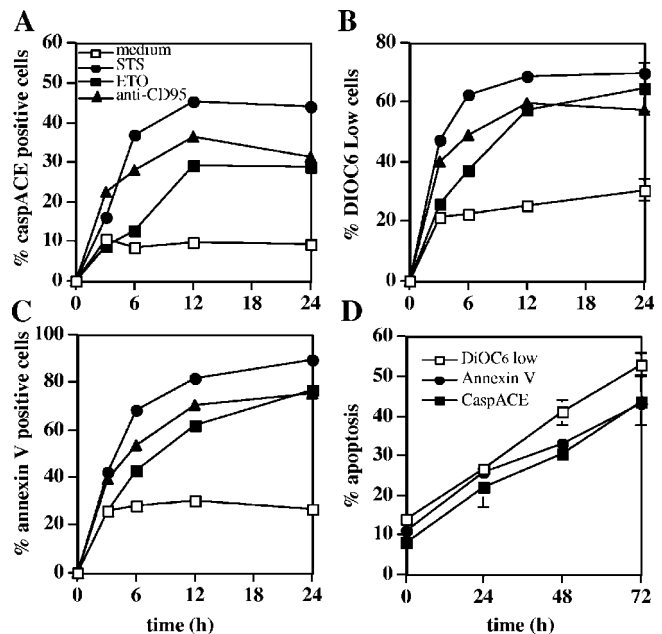 A
% caspACE positive cells
60
50
40
30
20
10
0
medium
STS
ETO
anti-CD95
0 6 12 18 24
B
% DIOC6 Low cells
80
60
40
20
0
0 6 12 18 24
C
% annexin V positive cells
100
80
60
40
20
0
0 6 12 18 24
time (h)
D
% apoptosis
60
50
40
30
20
10
0
DiOC6 low
Annexin V
CaspACE
0 24 48 72
time (h)